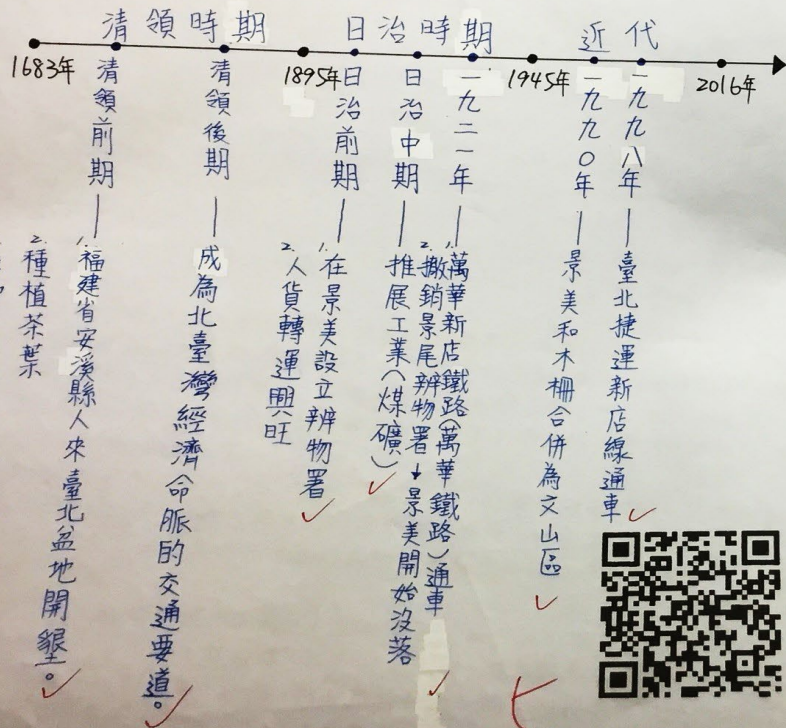 清領時期 日治時期 近代
1683年 1895年 1945年 2016年
清領前期—1.福建省安溪縣人來臺北盆地開墾。
2.種植茶葉
清領後期—成為北臺灣經濟命脈的交通要道。
日治前期—1.在景美設立辨物署
2.人貨轉運興旺
日治中期—推展工業(煤礦)
一九二一年—1.萬華新店鐵路(萬華鐵路)通車
2.撤銷景尾辨物署→景美開始沒落
一九九〇年—景美和木柵合併為文山區
一九九八年—臺北捷運新店線通車